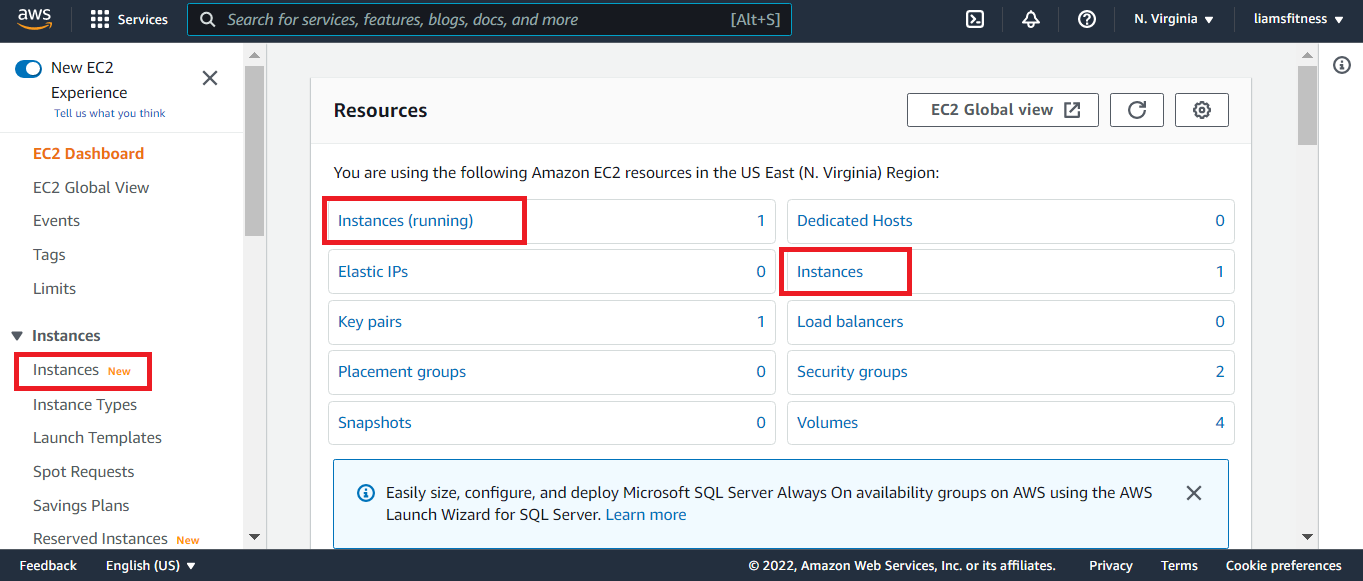 aws
Services
Search for services, features, blogs, docs, and more [Alt+S]
N. Virginia
liamsfitness
New EC2
Experience
Tell us what you think
EC2 Dashboard
EC2 Global View
Events
Tags
Limits
Instances
Instances New
Instance Types
Launch Templates
Spot Requests
Savings Plans
Reserved Instances New
Resources
EC2 Global view
You are using the following Amazon EC2 resources in the US East (N. Virginia) Region:
Instances (running) 1
Dedicated Hosts 0
Elastic IPs 0
Instances 1
Key pairs 1
Load balancers 0
Placement groups 0
Security groups 2
Snapshots 0
Volumes 4
Easily size, configure, and deploy Microsoft SQL Server Always On availability groups on AWS using the AWS
Launch Wizard for SQL Server. Learn more
Feedback
English (US)
© 2022, Amazon Web Services, Inc. or its affiliates.
Privacy
Terms
Cookie preferences